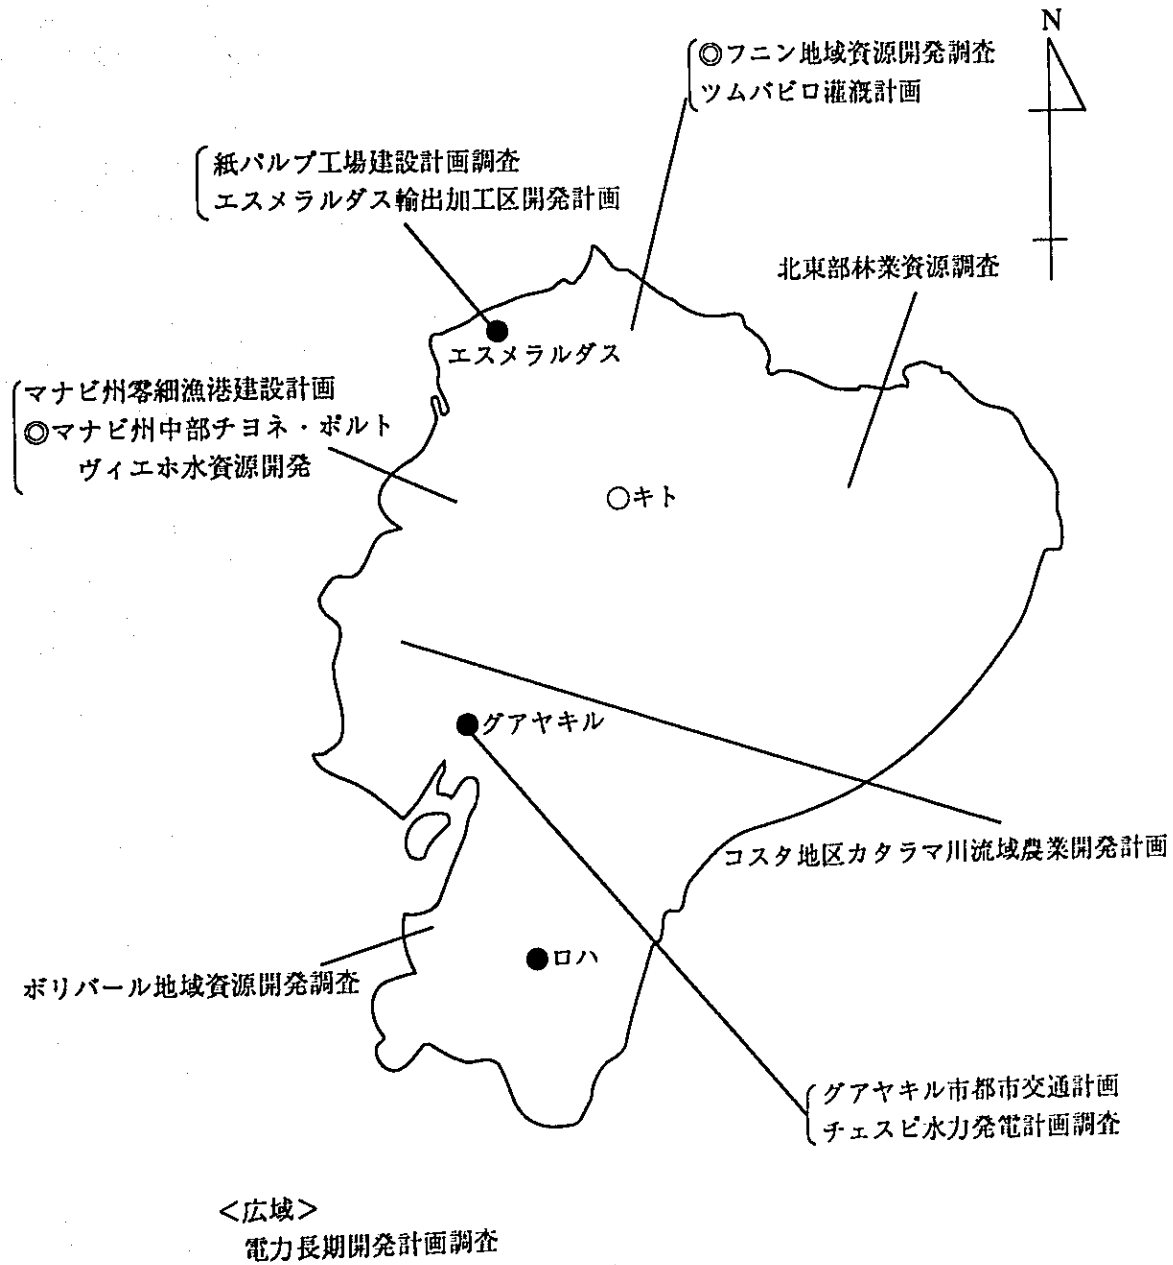 N
◎フニン地域資源開発調査
ツムバビロ灌漑計画
紙パルプ工場建設計画調査
エスメラルダス輸出加工区開発計画
北東部林業資源調査
エスメラルダス
マナビ州零細漁港建設計画
◎マナビ州中部チョネ・ポルト
ヴィエホ水資源開発
○キト
グアヤキル
コスタ地区カタラマ川流域農業開発計画
ロハ
ボリバール地域資源開発調査
グアヤキル市都市交通計画
チェスピ水力発電計画調査
<広域>
電力長期開発計画調査